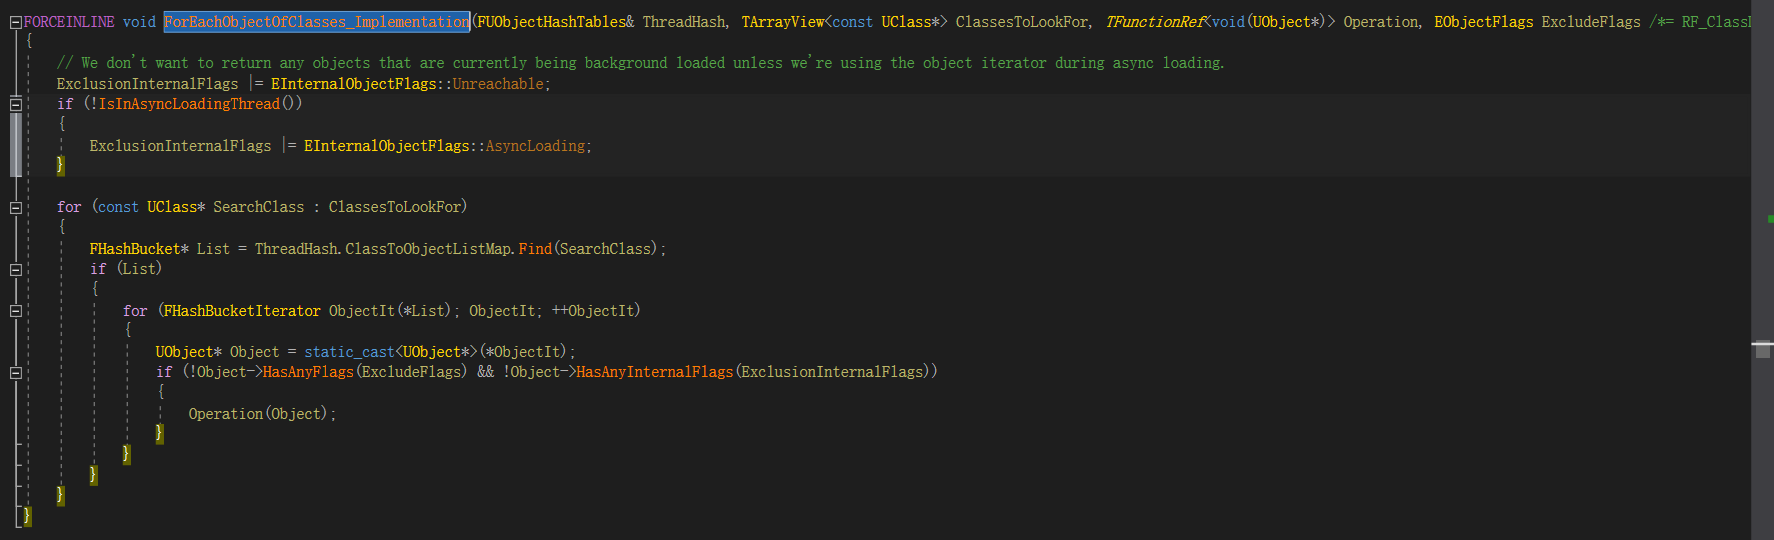 FORCEINLINE void ForEachObjectOfClasses_Implementation(FUObjectHashTables& ThreadHash, TArrayView<const UClass*> ClassesToLookFor, TFunctionRef<void(UObject*)> Operation, EObjectFlags ExcludeFlags /*= RF_Class
{
// We don't want to return any objects that are currently being background loaded unless we're using the object iterator during async loading.
ExclusionInternalFlags |= EInternalObjectFlags::Unreachable;
if (!IsInAsyncLoadingThread())
{
ExclusionInternalFlags |= EInternalObjectFlags::AsyncLoading;
}
for (const UClass* SearchClass : ClassesToLookFor)
{
FHashBucket* List = ThreadHash.ClassToObjectListMap.Find(SearchClass);
if (List)
{
for (FHashBucketIterator ObjectIt(*List); ObjectIt; ++ObjectIt)
{
UObject* Object = static_cast<UObject*>(*ObjectIt);
if (!Object->HasAnyFlags(ExcludeFlags) && !Object->HasAnyInternalFlags(ExclusionInternalFlags))
{
Operation(Object);
}
}
}
}
}